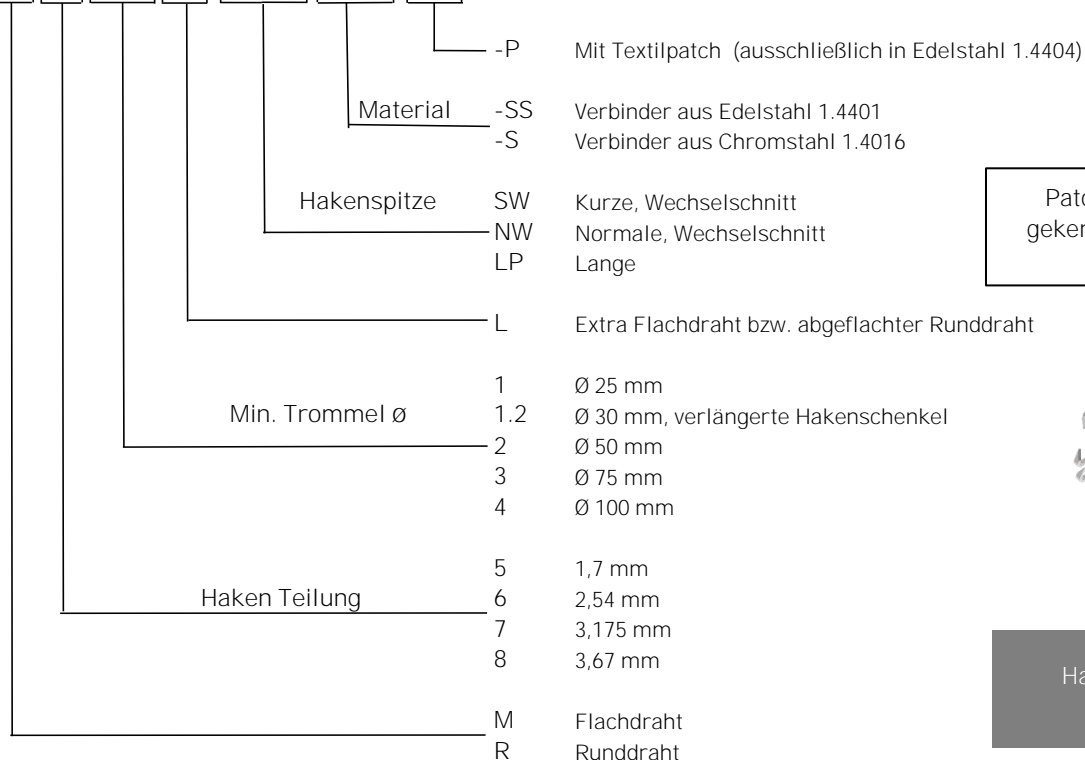 -P Mit Textilpatch (ausschließlich in Edelstahl 1.4404)
Material -SS Verbinder aus Edelstahl 1.4401
-S Verbinder aus Chromstahl 1.4016
Hakenspitze SW Kurze, Wechselschnitt
NW Normale, Wechselschnitt
LP Lange
L Extra Flachdraht bzw. abgeflachter Runddraht
1 Ø 25 mm
Min. Trommel ø 1.2 Ø 30 mm, verlängerte Hakenschenkel
2 Ø 50 mm
3 Ø 75 mm
4 Ø 100 mm
5 1,7 mm
Haken Teilung 6 2,54 mm
7 3,175 mm
8 3,67 mm
M Flachdraht
R Runddraht